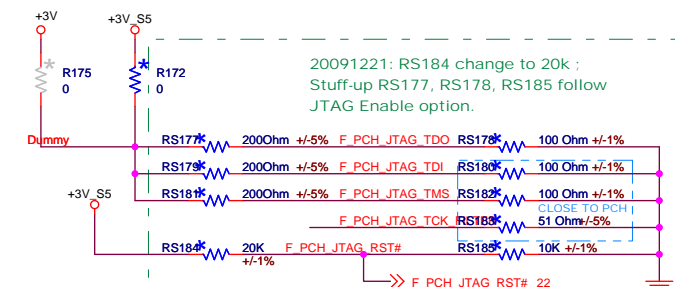 +3V
+3V_S5
R175
0
R172
0
20091221: RS184 change to 20k ;
Stuff-up RS177, RS178, RS185 follow
JTAG Enable option.
Dummy
RS177 200Ohm +/-5% F_PCH_JTAG_TDO RS178 100 Ohm +/-1%
RS179 200Ohm +/-5% F_PCH_JTAG_TDI RS180 100 Ohm +/-1%
+3V_S5
RS181 200Ohm +/-5% F_PCH_JTAG_TMS RS182 100 Ohm +/-1%
CLOSE TO PCH
F_PCH_JTAG_TCK RS183 51 Ohm +/-5%
RS184 20K F_PCH_JTAG_RST# RS185 10K +/-1%
+/-1%
F_PCH_JTAG_RST# 22